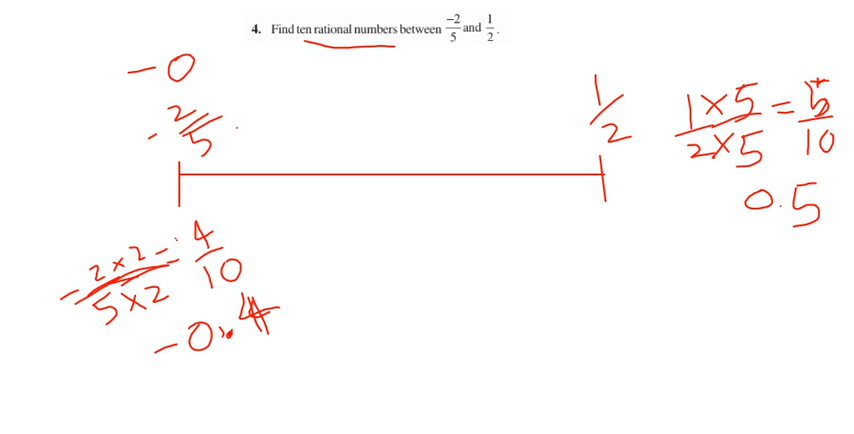 4. Find ten rational numbers between -2/5 and 1/2.
-0
-2/5
1/2
1×5/2×5 = 5/10
0.5
-2×2/5×2 = 4/10
-0.4